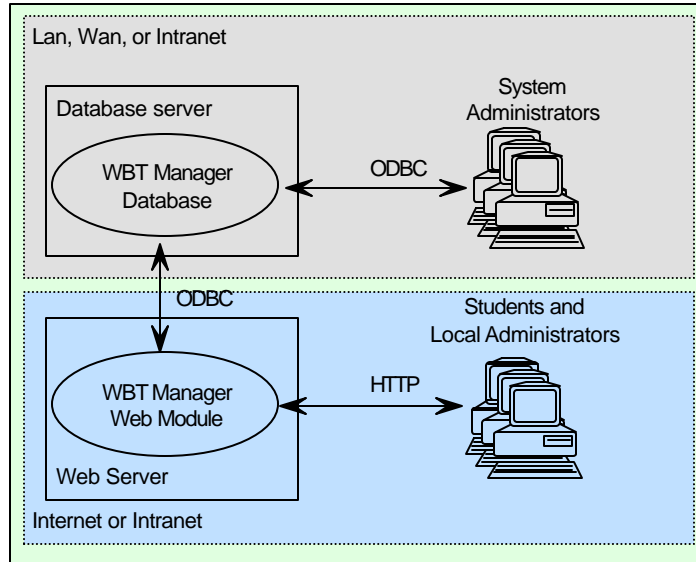 Lan, Wan, or Intranet
System
Administrators
Database server
WBT Manager
Database
ODBC
ODBC
Students and
Local Administrators
WBT Manager
Web Module
HTTP
Web Server
Internet or Intranet